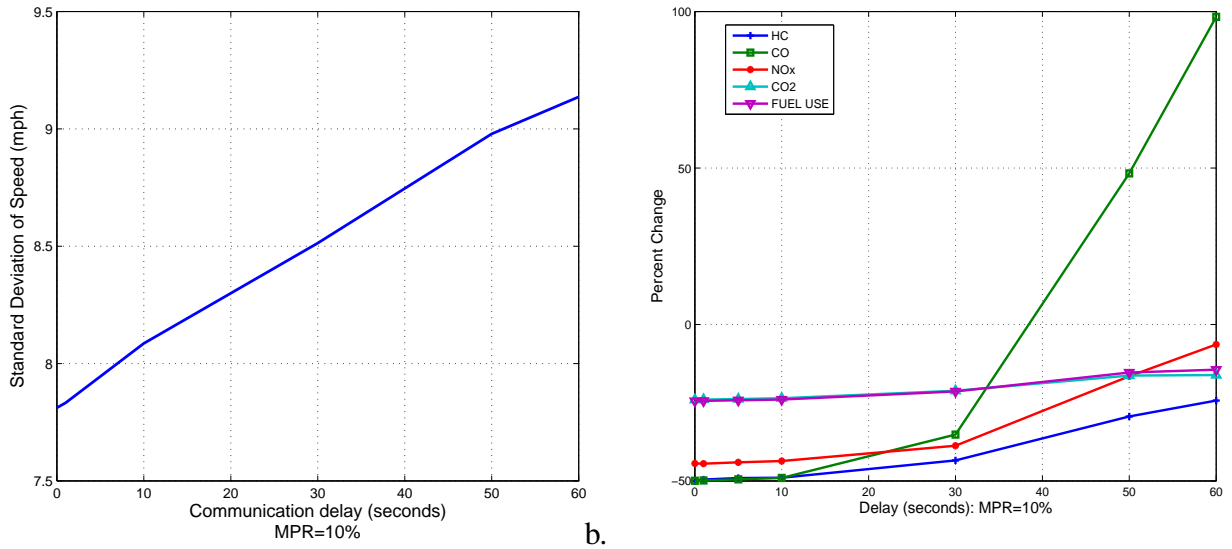 9.5
9
8.5
8
7.5
Standard Deviation of Speed (mph)
0 10 20 30 40 50 60
Communication delay (seconds)
MPR=10%
b.
100
50
0
−50
Percent Change
HC
CO
NOx
CO2
FUEL USE
0 10 20 30 40 50 60
Delay (seconds): MPR=10%